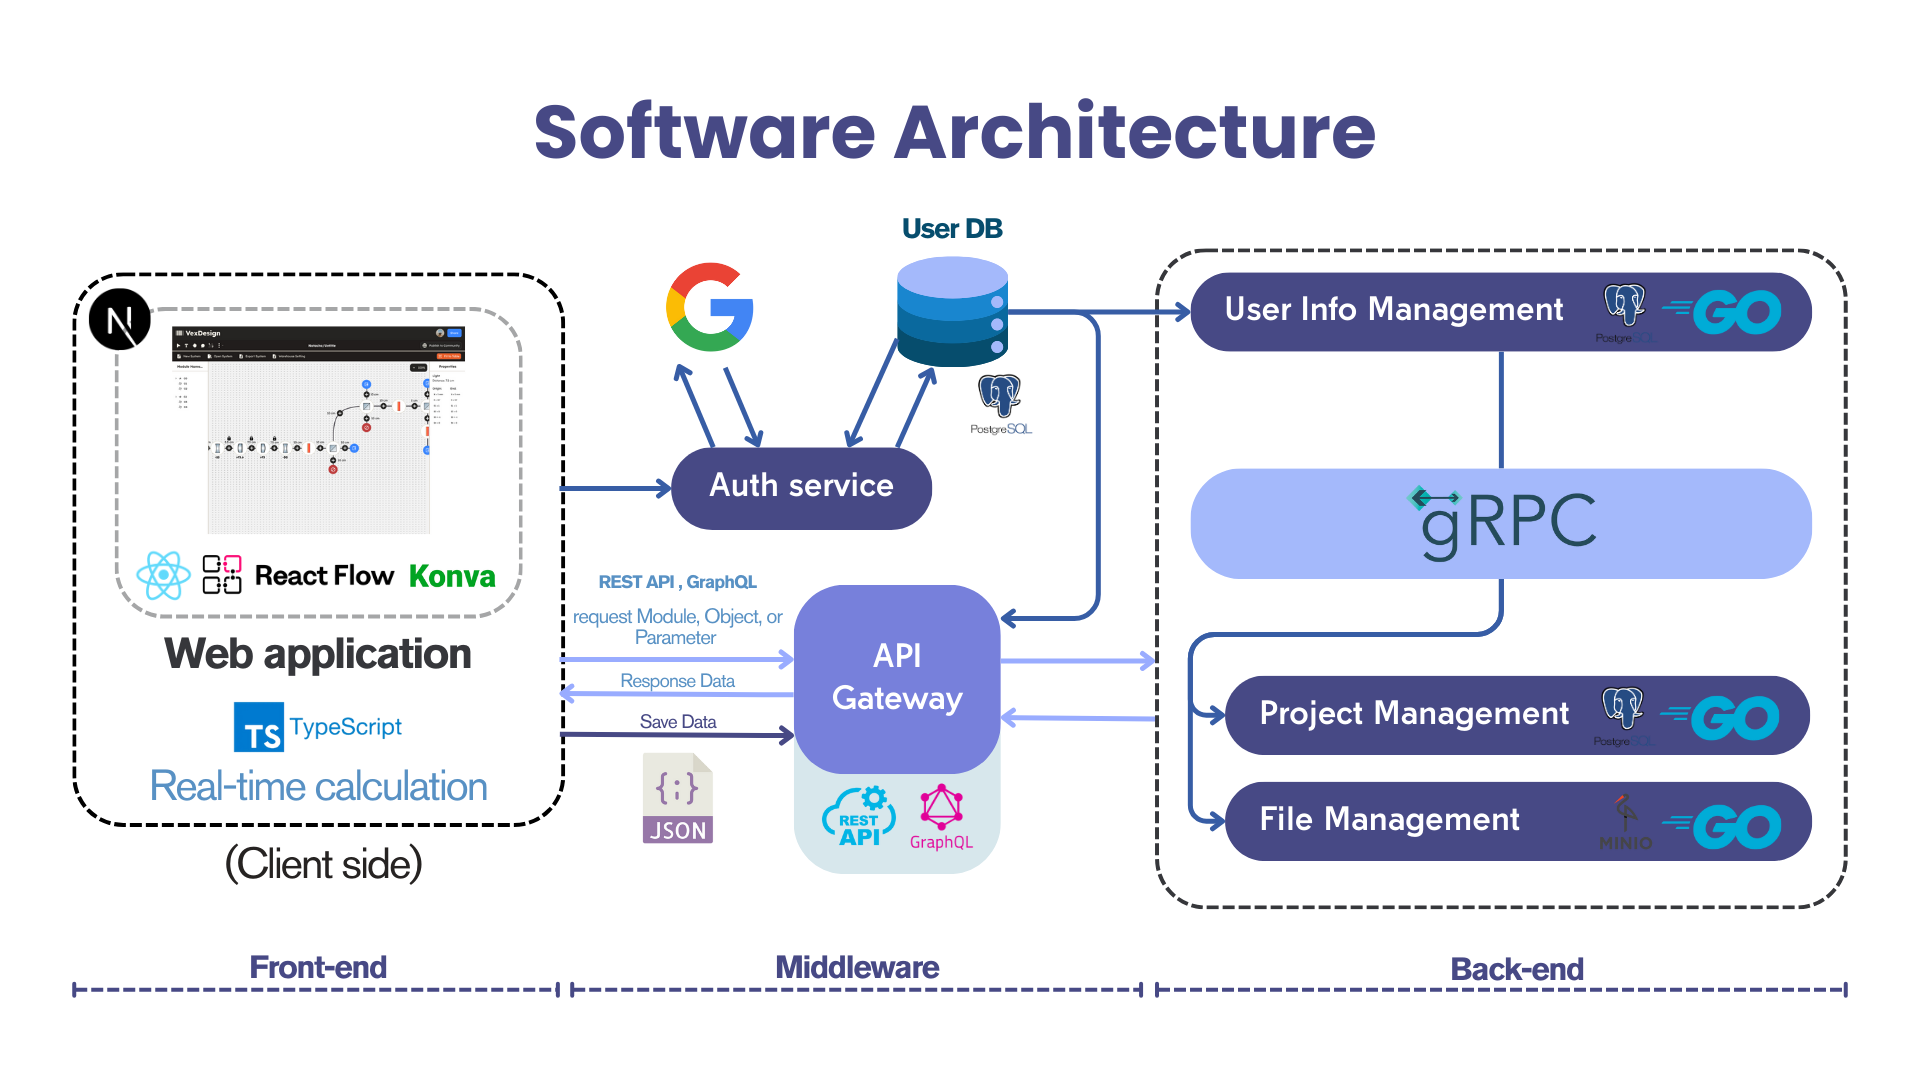 Software Architecture
User DB
PostgreSQL
N
VexDesign
React Flow
Konva
Web application
TS TypeScript
Real-time calculation
(Client side)
Auth service
REST API , GraphQL
request Module, Object, or
Parameter
Response Data
Save Data
{;}
JSON
API
Gateway
REST
API
GraphQL
User Info Management
PostgreSQL
GO
gRPC
Project Management
PostgreSQL
GO
File Management
MINIO
GO
Front-end
Middleware
Back-end